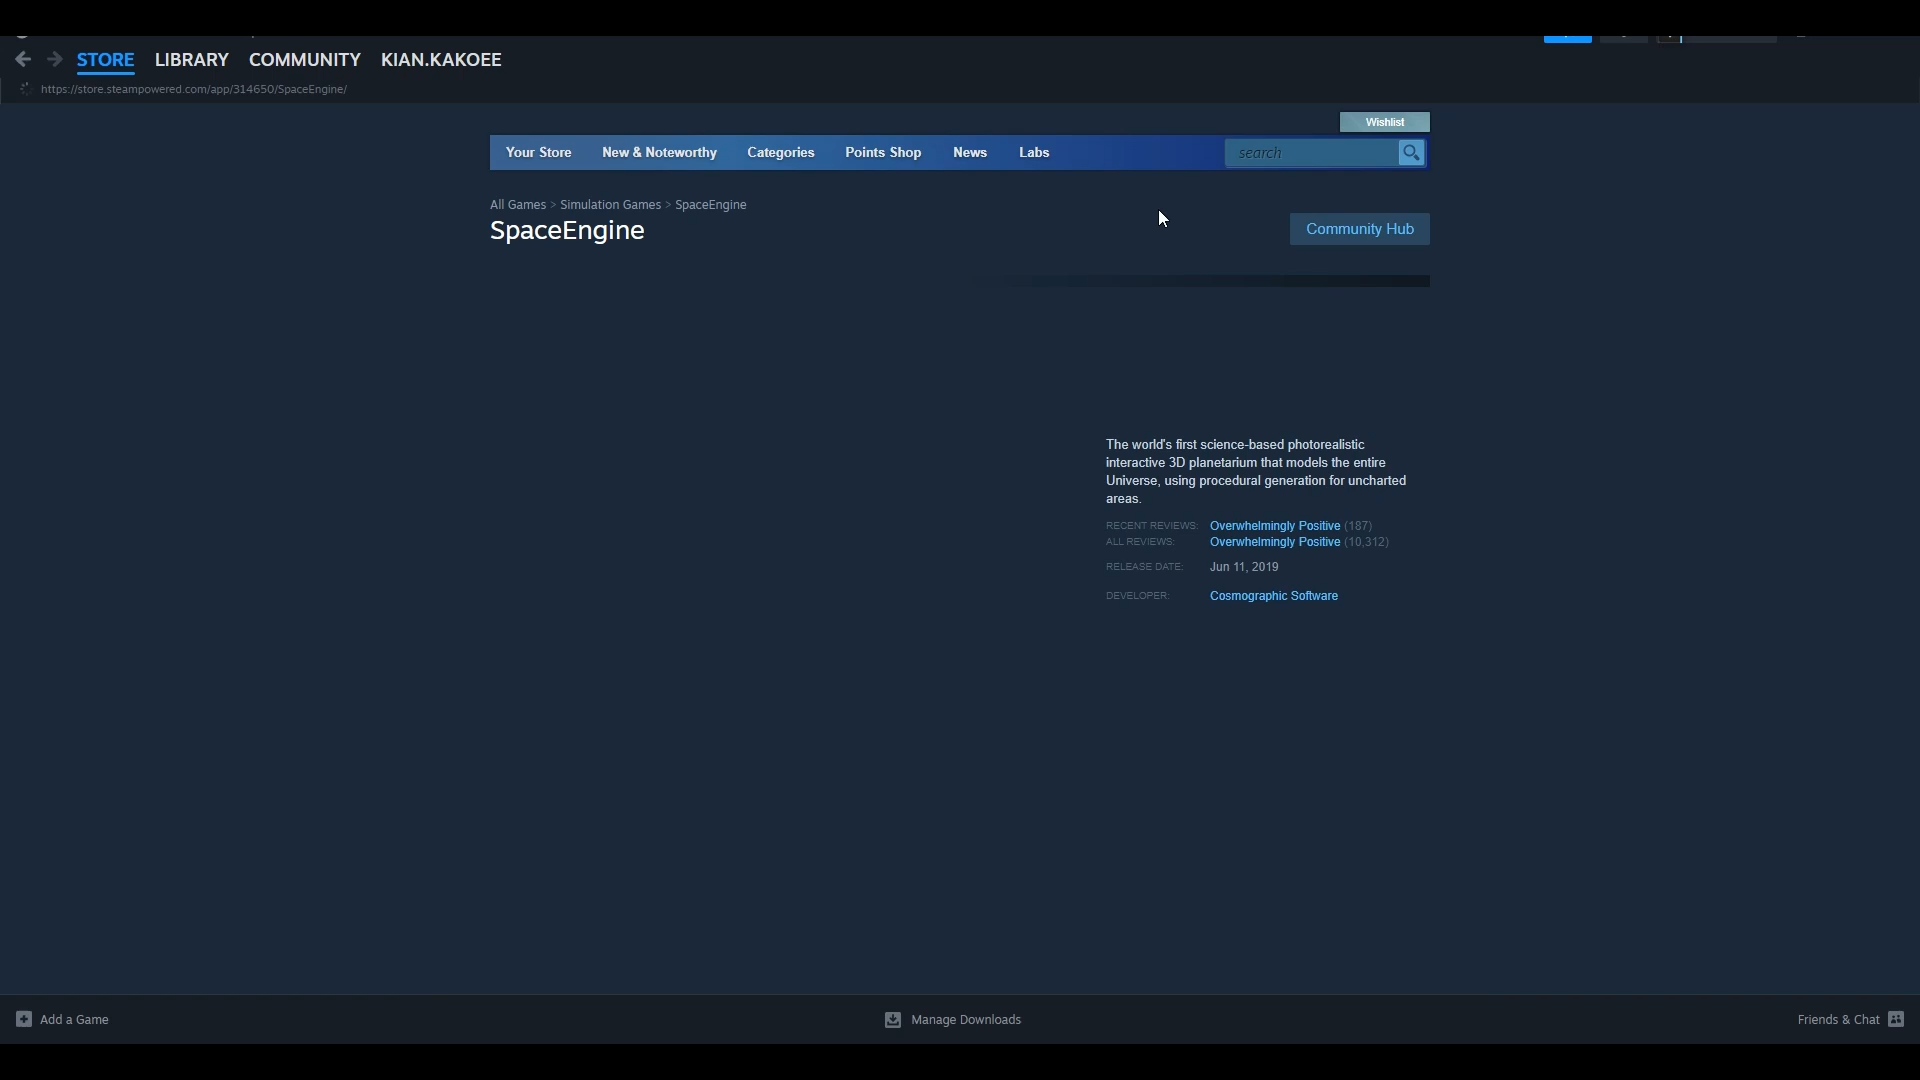 STORE LIBRARY COMMUNITY KIAN.KAKOEE
https://store.steampowered.com/app/314650/SpaceEngine/
Wishlist
Your Store New & Noteworthy Categories Points Shop News Labs search
All Games > Simulation Games > SpaceEngine
SpaceEngine
Community Hub
The world's first science-based photorealistic
interactive 3D planetarium that models the entire
Universe, using procedural generation for uncharted
areas.
RECENT REVIEWS: Overwhelmingly Positive (187)
ALL REVIEWS: Overwhelmingly Positive (10,312)
RELEASE DATE: Jun 11, 2019
DEVELOPER: Cosmographic Software
Add a Game Manage Downloads Friends & Chat